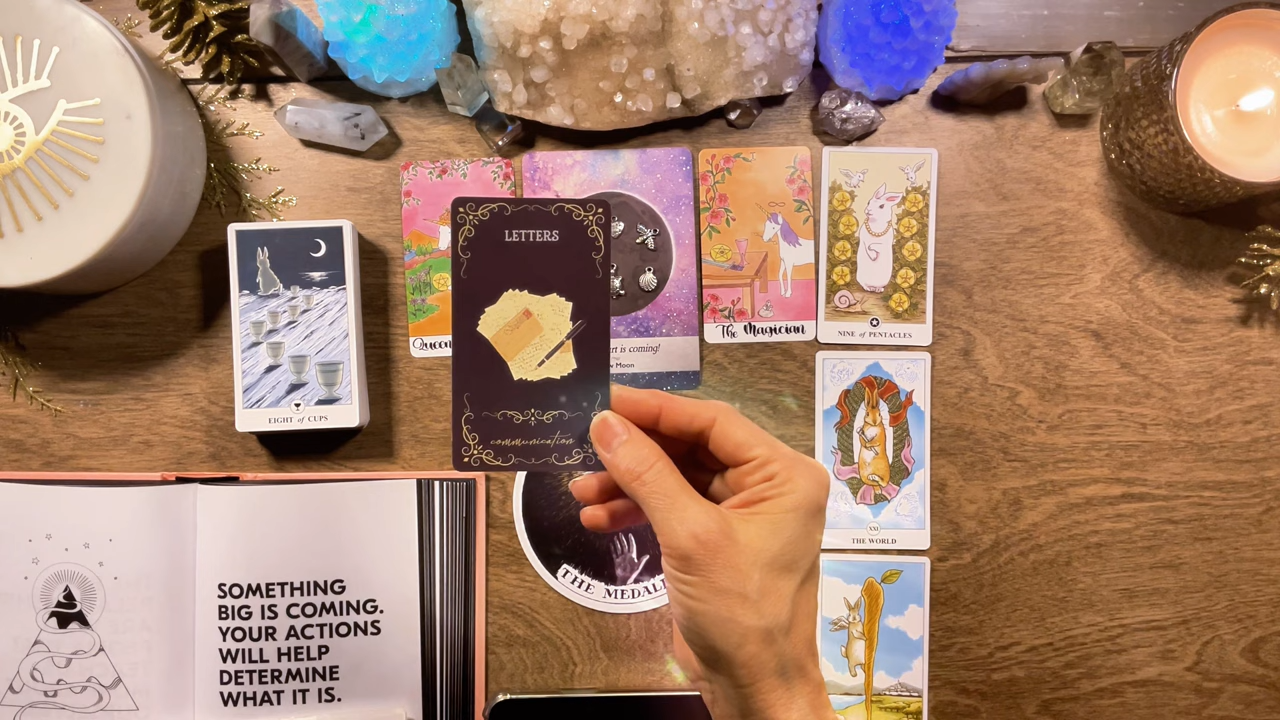 LETTERS
communication
Queen
rt is coming!
Moon
The Magician
NINE of PENTACLES
EIGHT of CUPS
XXI
THE WORLD
THE MEDAL
SOMETHING
BIG IS COMING.
YOUR ACTIONS
WILL HELP
DETERMINE
WHAT IT IS.